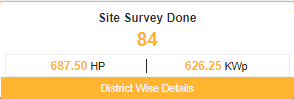 Site Survey Done
84
687.50 HP | 626.25 KWp
District Wise Details